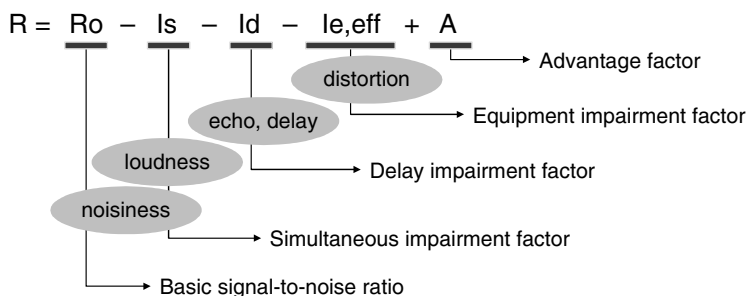 R = Ro – Is – Id – Ie,eff + A
Advantage factor
distortion
Equipment impairment factor
echo, delay
loudness
Delay impairment factor
noisiness
Simultaneous impairment factor
Basic signal-to-noise ratio